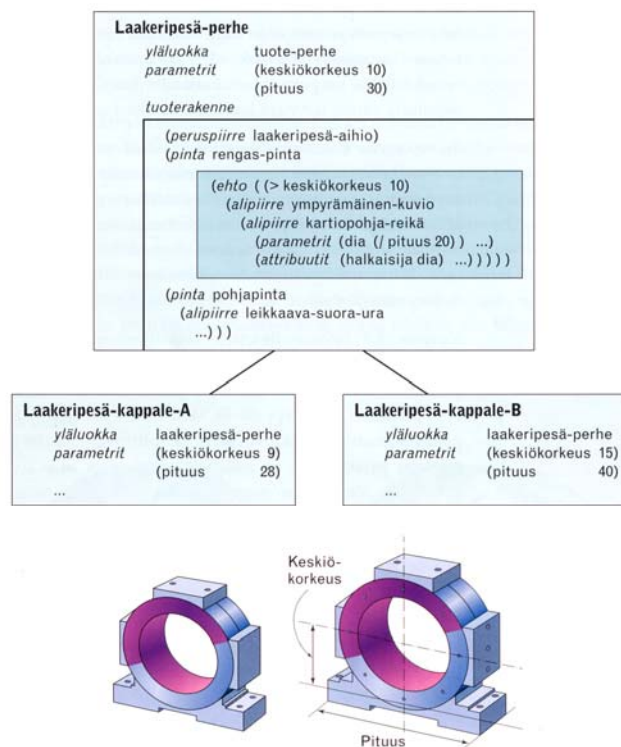 Laakeripesä-perhe
yläluokka tuote-perhe
parametrit (keskiökorkeus 10)
(pituus 30)
tuoterakenne
(peruspiirre laakeripesä-aihio)
(pinta rengas-pinta
(ehto ((> keskiökorkeus 10)
(alipiirre ympyrämäinen-kuvio
(alipiirre kartiopohja-reikä
(parametrit (dia (/ pituus 20)) ...)
(attribuutit (halkaisija dia) ...)))))
(pinta pohjapinta
(alipiirre leikkaava-suora-ura
...)))
Laakeripesä-kappale-A
yläluokka laakeripesä-perhe
parametrit (keskiökorkeus 9)
(pituus 28)
...
Laakeripesä-kappale-B
yläluokka laakeripesä-perhe
parametrit (keskiökorkeus 15)
(pituus 40)
...
Keskiö-
korkeus
Pituus